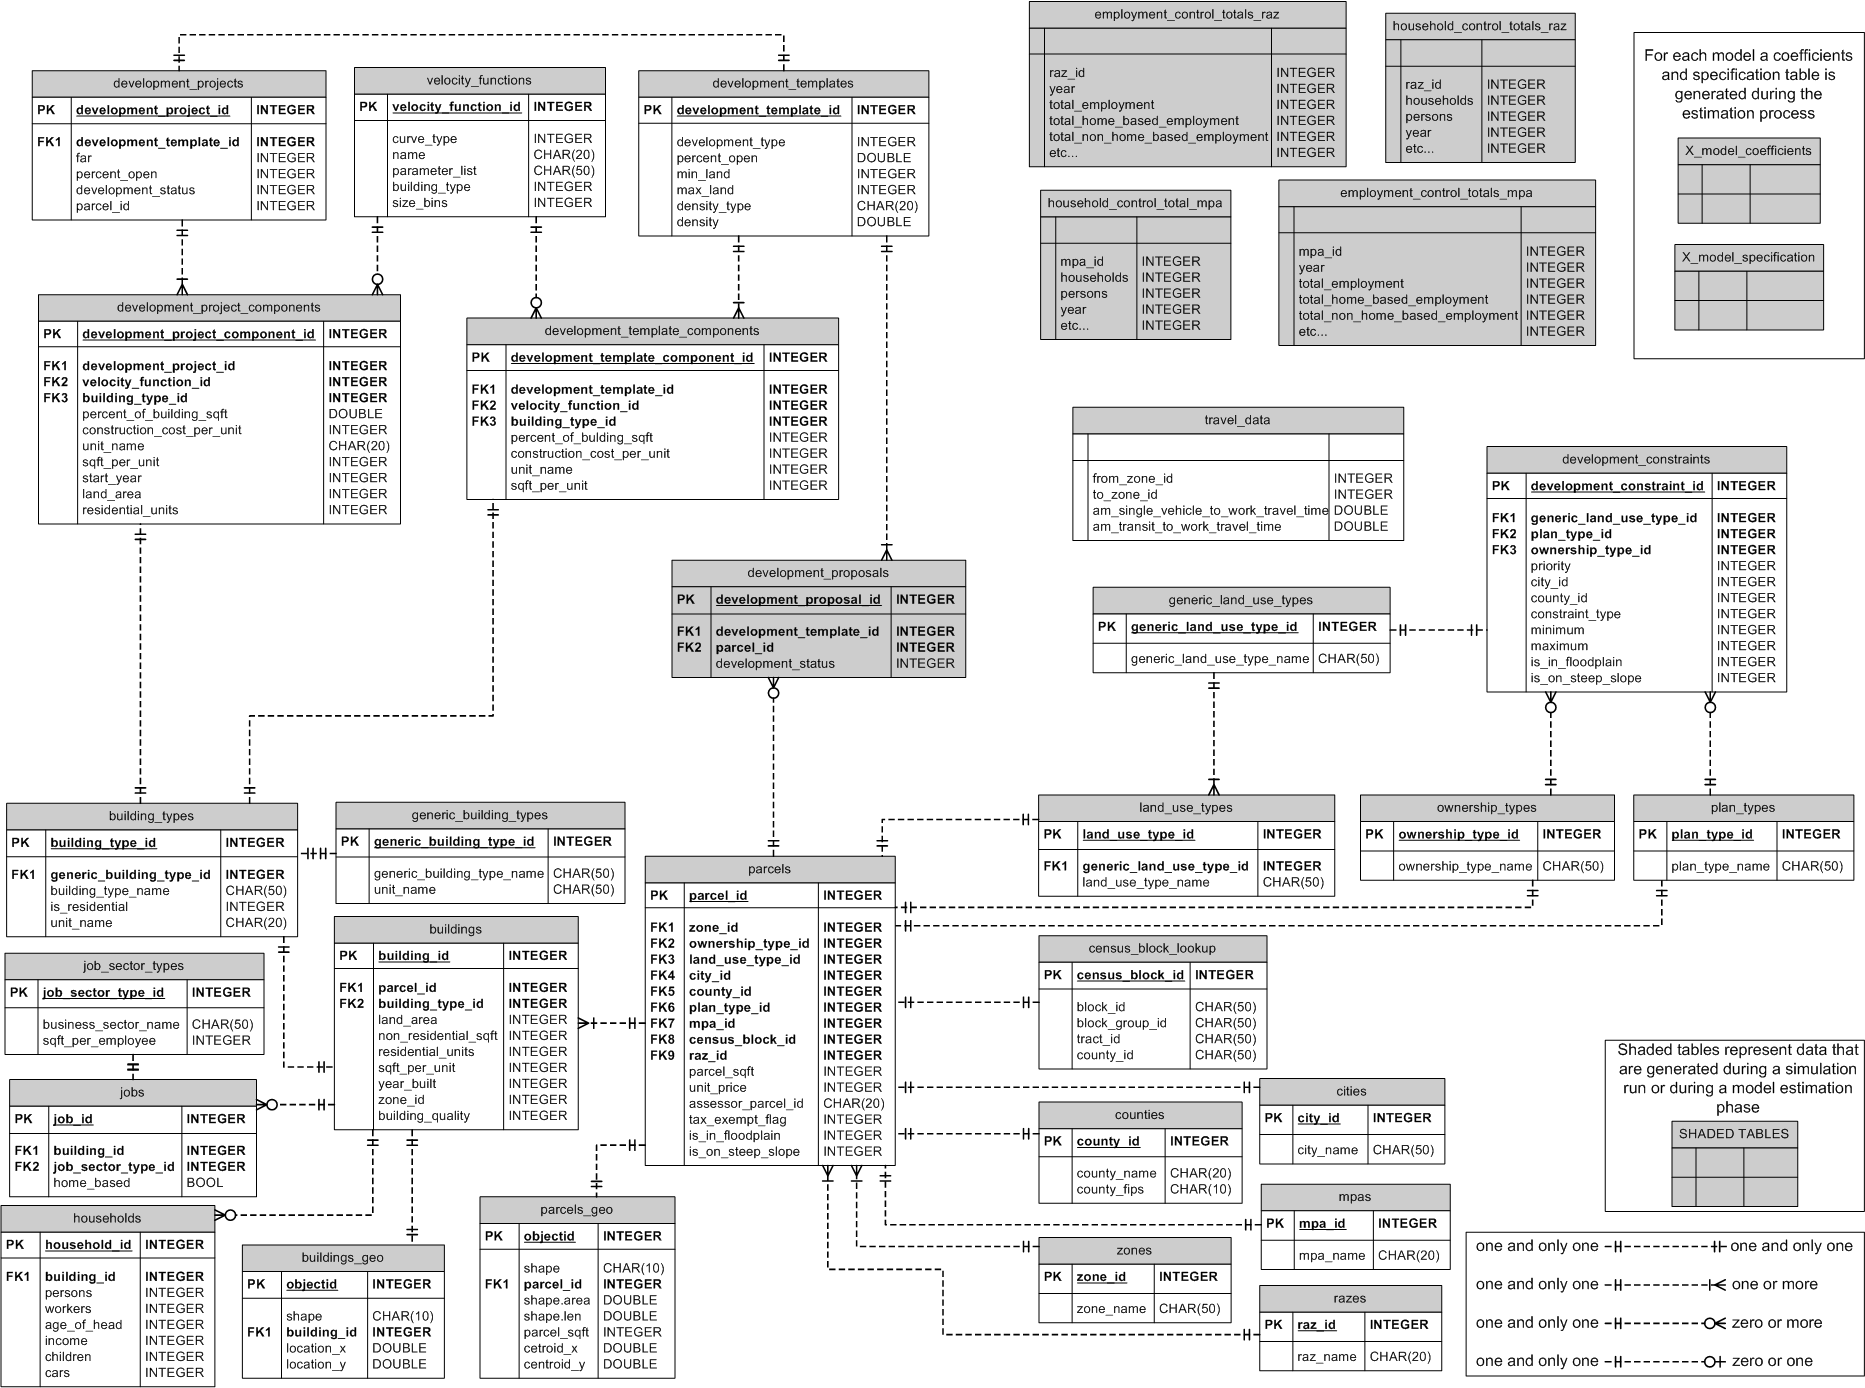 development_projects
PK development_project_id INTEGER
FK1 development_template_id INTEGER
far INTEGER
percent_open INTEGER
development_status INTEGER
parcel_id INTEGER
velocity_functions
PK velocity_function_id INTEGER
curve_type INTEGER
name CHAR(20)
parameter_list CHAR(50)
building_type INTEGER
size_bins INTEGER
development_templates
PK development_template_id INTEGER
development_type INTEGER
percent_open DOUBLE
min_land INTEGER
max_land INTEGER
density_type CHAR(20)
density DOUBLE
employment_control_totals_raz
raz_id INTEGER
year INTEGER
total_employment INTEGER
total_home_based_employment INTEGER
total_non_home_based_employment INTEGER
etc... INTEGER
household_control_totals_raz
raz_id INTEGER
households INTEGER
persons INTEGER
year INTEGER
etc... INTEGER
For each model a coefficients
and specification table is
generated during the
estimation process
X_model_coefficients
X_model_specification
household_control_total_mpa
mpa_id INTEGER
households INTEGER
persons INTEGER
year INTEGER
etc... INTEGER
employment_control_totals_mpa
mpa_id INTEGER
year INTEGER
total_employment INTEGER
total_home_based_employment INTEGER
total_non_home_based_employment INTEGER
etc... INTEGER
development_project_components
PK development_project_component_id INTEGER
FK1 development_project_id INTEGER
FK2 velocity_function_id INTEGER
FK3 building_type_id INTEGER
percent_of_building_sqft DOUBLE
construction_cost_per_unit INTEGER
unit_name CHAR(20)
sqft_per_unit INTEGER
start_year INTEGER
land_area INTEGER
residential_units INTEGER
development_template_components
PK development_template_component_id INTEGER
FK1 development_template_id INTEGER
FK2 velocity_function_id INTEGER
FK3 building_type_id INTEGER
percent_of_bulding_sqft INTEGER
construction_cost_per_unit INTEGER
unit_name INTEGER
sqft_per_unit INTEGER
travel_data
from_zone_id INTEGER
to_zone_id INTEGER
am_single_vehicle_to_work_travel_time DOUBLE
am_transit_to_work_travel_time DOUBLE
development_constraints
PK development_constraint_id INTEGER
FK1 generic_land_use_type_id INTEGER
FK2 plan_type_id INTEGER
FK3 ownership_type_id INTEGER
priority INTEGER
city_id INTEGER
county_id INTEGER
constraint_type INTEGER
minimum INTEGER
maximum INTEGER
is_in_floodplain INTEGER
is_on_steep_slope INTEGER
development_proposals
PK development_proposal_id INTEGER
FK1 development_template_id INTEGER
FK2 parcel_id INTEGER
development_status INTEGER
generic_land_use_types
PK generic_land_use_type_id INTEGER
generic_land_use_type_name CHAR(50)
building_types
PK building_type_id INTEGER
FK1 generic_building_type_id INTEGER
building_type_name CHAR(50)
is_residential INTEGER
unit_name CHAR(20)
generic_building_types
PK generic_building_type_id INTEGER
generic_building_type_name CHAR(50)
unit_name CHAR(50)
land_use_types
PK land_use_type_id INTEGER
FK1 generic_land_use_type_id INTEGER
land_use_type_name CHAR(50)
ownership_types
PK ownership_type_id INTEGER
ownership_type_name CHAR(50)
plan_types
PK plan_type_id INTEGER
plan_type_name CHAR(50)
parcels
PK parcel_id INTEGER
FK1 zone_id INTEGER
FK2 ownership_type_id INTEGER
FK3 land_use_type_id INTEGER
FK4 city_id INTEGER
FK5 county_id INTEGER
FK6 plan_type_id INTEGER
FK7 mpa_id INTEGER
FK8 census_block_id INTEGER
FK9 raz_id INTEGER
parcel_sqft INTEGER
unit_price INTEGER
assessor_parcel_id CHAR(20)
tax_exempt_flag INTEGER
is_in_floodplain INTEGER
is_on_steep_slope INTEGER
buildings
PK building_id INTEGER
FK1 parcel_id INTEGER
FK2 building_type_id INTEGER
land_area INTEGER
non_residential_sqft INTEGER
residential_units INTEGER
sqft_per_unit INTEGER
year_built INTEGER
zone_id INTEGER
building_quality INTEGER
job_sector_types
PK job_sector_type_id INTEGER
business_sector_name CHAR(50)
sqft_per_employee INTEGER
jobs
PK job_id INTEGER
FK1 building_id INTEGER
FK2 job_sector_type_id INTEGER
home_based BOOL
households
PK household_id INTEGER
FK1 building_id INTEGER
persons INTEGER
workers INTEGER
age_of_head INTEGER
income INTEGER
children INTEGER
cars INTEGER
buildings_geo
PK objectid INTEGER
shape CHAR(10)
FK1 building_id INTEGER
location_x DOUBLE
location_y DOUBLE
parcels_geo
PK objectid INTEGER
shape CHAR(10)
FK1 parcel_id INTEGER
shape.area DOUBLE
shape.len DOUBLE
parcel_sqft INTEGER
cetroid_x DOUBLE
centroid_y DOUBLE
census_block_lookup
PK census_block_id INTEGER
block_id CHAR(50)
block_group_id CHAR(50)
tract_id CHAR(50)
county_id CHAR(50)
cities
PK city_id INTEGER
city_name CHAR(50)
counties
PK county_id INTEGER
county_name CHAR(20)
county_fips CHAR(10)
mpas
PK mpa_id INTEGER
mpa_name CHAR(20)
zones
PK zone_id INTEGER
zone_name CHAR(50)
razes
PK raz_id INTEGER
raz_name CHAR(20)
Shaded tables represent data that
are generated during a simulation
run or during a model estimation
phase
SHADED TABLES
one and only one one and only one
one and only one one or more
one and only one zero or more
one and only one zero or one